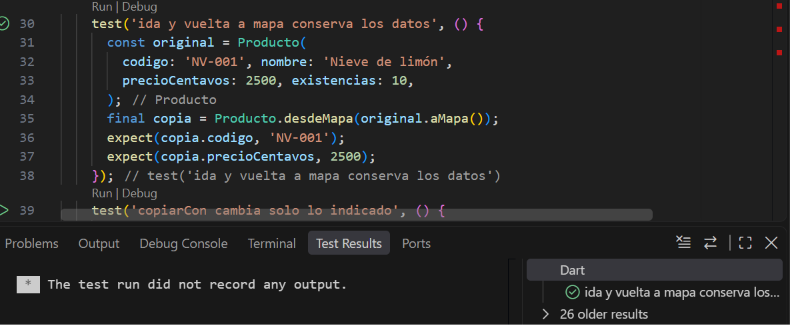 Run | Debug
30 test('ida y vuelta a mapa conserva los datos', () {
31 const original = Producto(
32 codigo: 'NV-001', nombre: 'Nieve de limón',
33 precioCentavos: 2500, existencias: 10,
34 ); // Producto
35 final copia = Producto.desdeMapa(original.aMapa());
36 expect(copia.codigo, 'NV-001');
37 expect(copia.precioCentavos, 2500);
38 }); // test('ida y vuelta a mapa conserva los datos')
Run | Debug
39 test('copiarCon cambia solo lo indicado', () {
Problems Output Debug Console Terminal Test Results Ports
* The test run did not record any output.
Dart
ida y vuelta a mapa conserva los...
26 older results